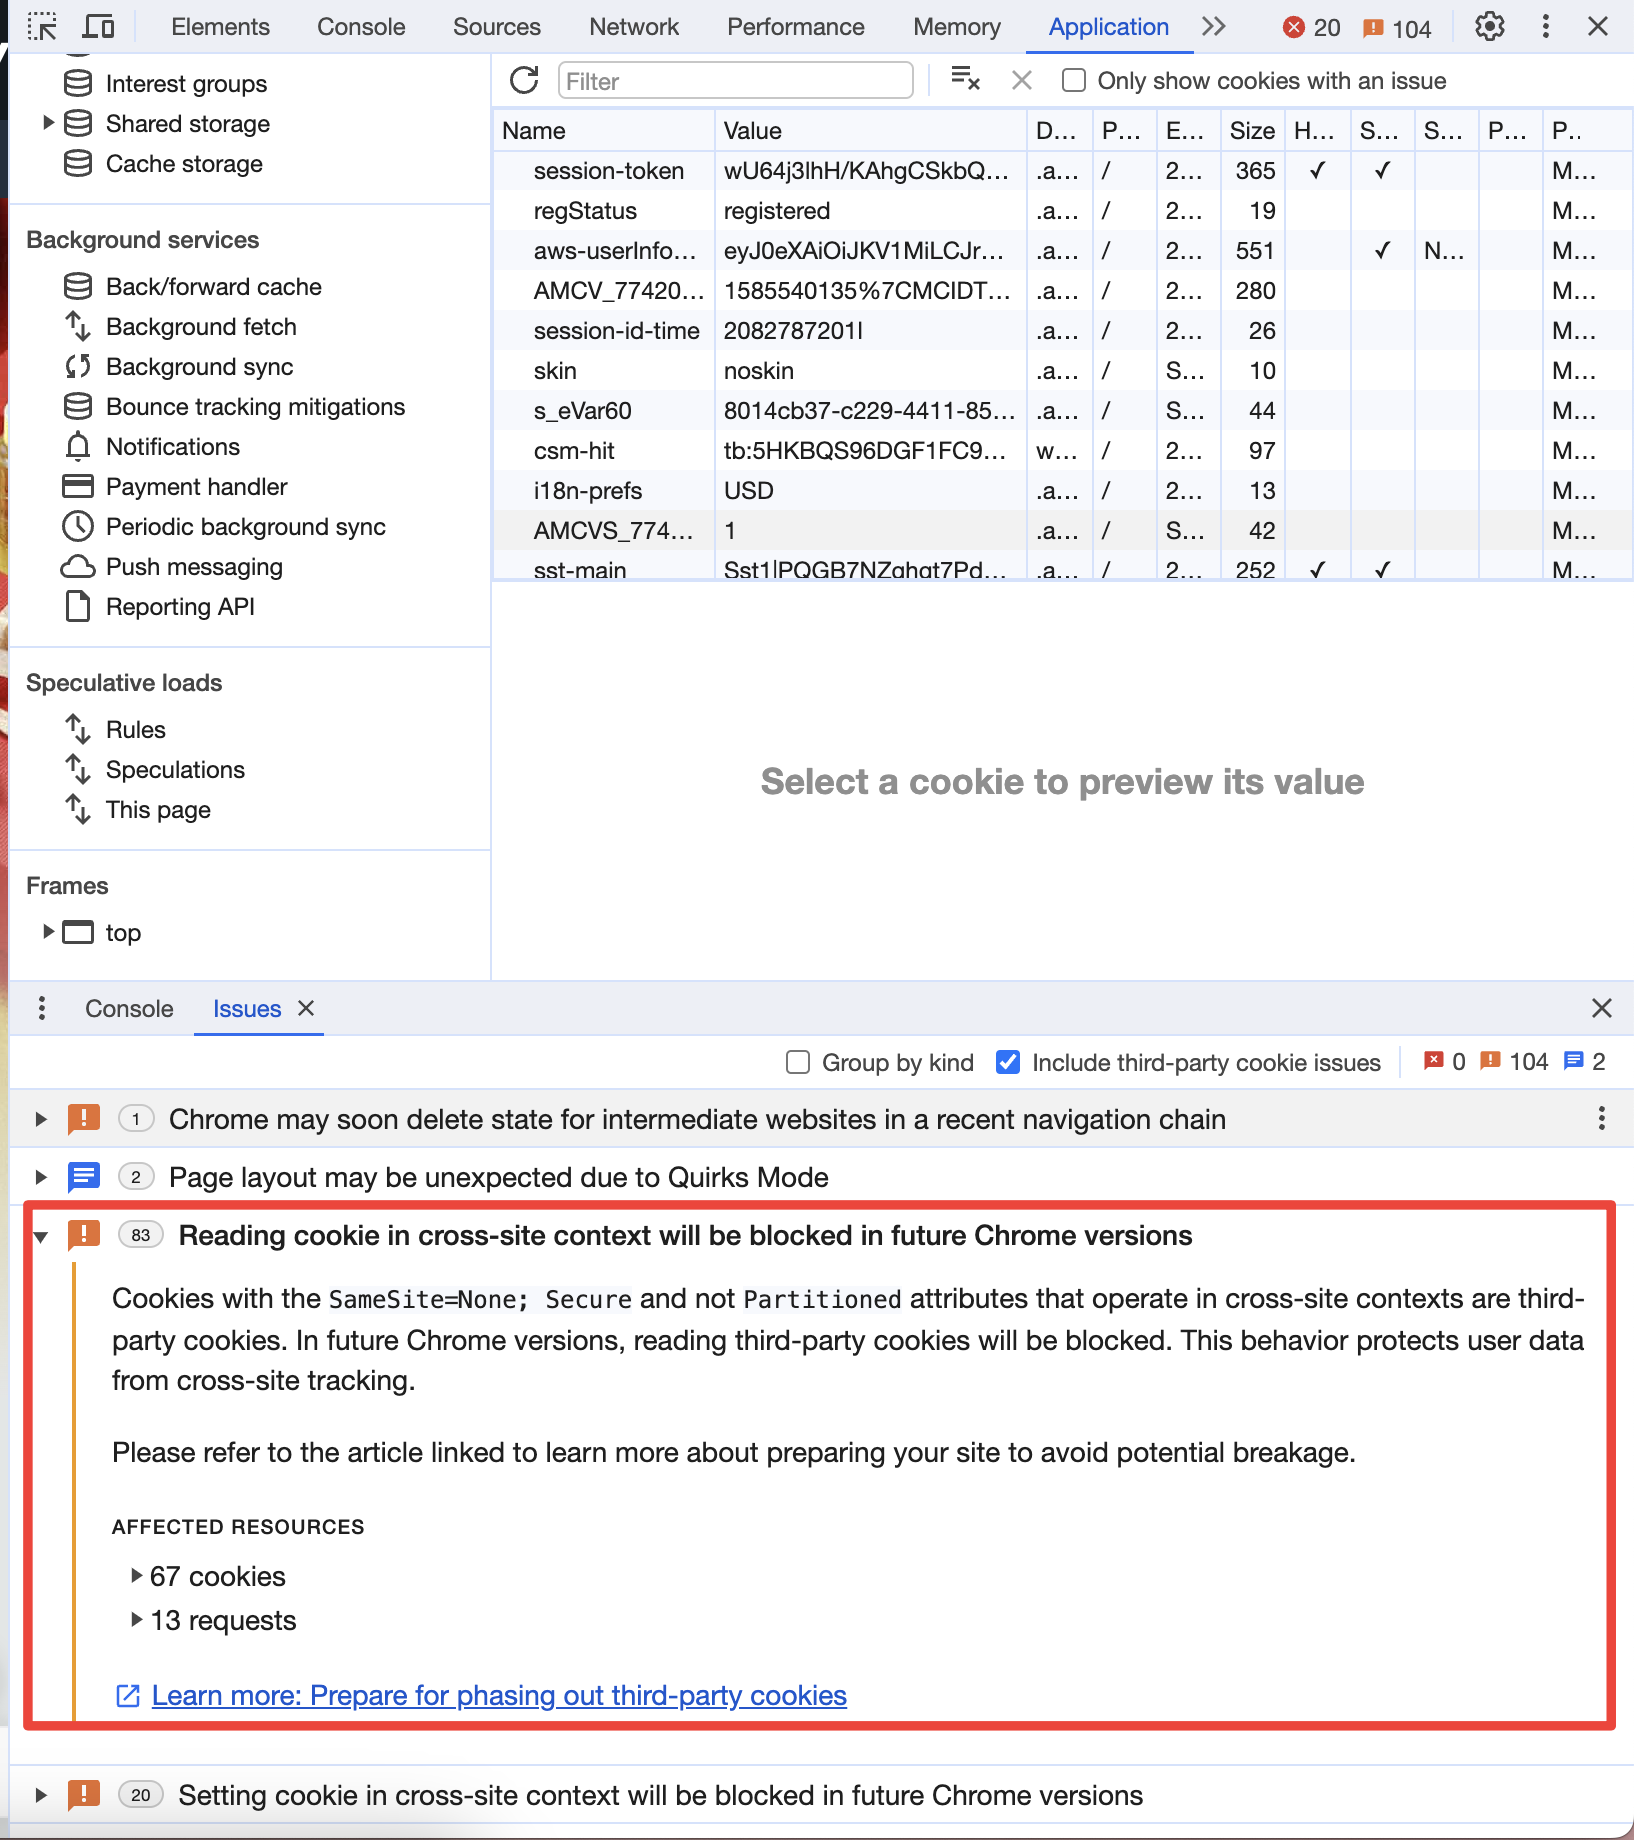 Elements Console Sources Network Performance Memory Application 20 104
Interest groups
Shared storage
Cache storage
Background services
Back/forward cache
Background fetch
Background sync
Bounce tracking mitigations
Notifications
Payment handler
Periodic background sync
Push messaging
Reporting API
Speculative loads
Rules
Speculations
This page
Frames
top
Filter Only show cookies with an issue
Name Value D... P... E... Size H... S... S... P... P..
session-token wU64j3lhH/KAhgCSkbQ... .a... / 2... 365 ✓ ✓ M...
regStatus registered .a... / 2... 19 M...
aws-userInfo... eyJ0eXAiOiJKV1MiLCJr... .a... / 2... 551 ✓ N... M...
AMCV_77420... 1585540135%7CMCIDT... .a... / 2... 280 M...
session-id-time 2082787201l .a... / 2... 26 M...
skin noskin .a... / S... 10 M...
s_eVar60 8014cb37-c229-4411-85... .a... / S... 44 M...
csm-hit tb:5HKBQS96DGF1FC9... w... / 2... 97 M...
i18n-prefs USD .a... / 2... 13 M...
AMCVS_774... 1 .a... / S... 42 M...
sst-main Sst1|PQGB7NZqhqt7Pd... .a... / 2... 252 ✓ ✓ M...
Select a cookie to preview its value
Console Issues
Group by kind Include third-party cookie issues 0 104 2
1 Chrome may soon delete state for intermediate websites in a recent navigation chain
2 Page layout may be unexpected due to Quirks Mode
83 Reading cookie in cross-site context will be blocked in future Chrome versions
Cookies with the SameSite=None; Secure and not Partitioned attributes that operate in cross-site contexts are third-
party cookies. In future Chrome versions, reading third-party cookies will be blocked. This behavior protects user data
from cross-site tracking.
Please refer to the article linked to learn more about preparing your site to avoid potential breakage.
AFFECTED RESOURCES
67 cookies
13 requests
Learn more: Prepare for phasing out third-party cookies
20 Setting cookie in cross-site context will be blocked in future Chrome versions